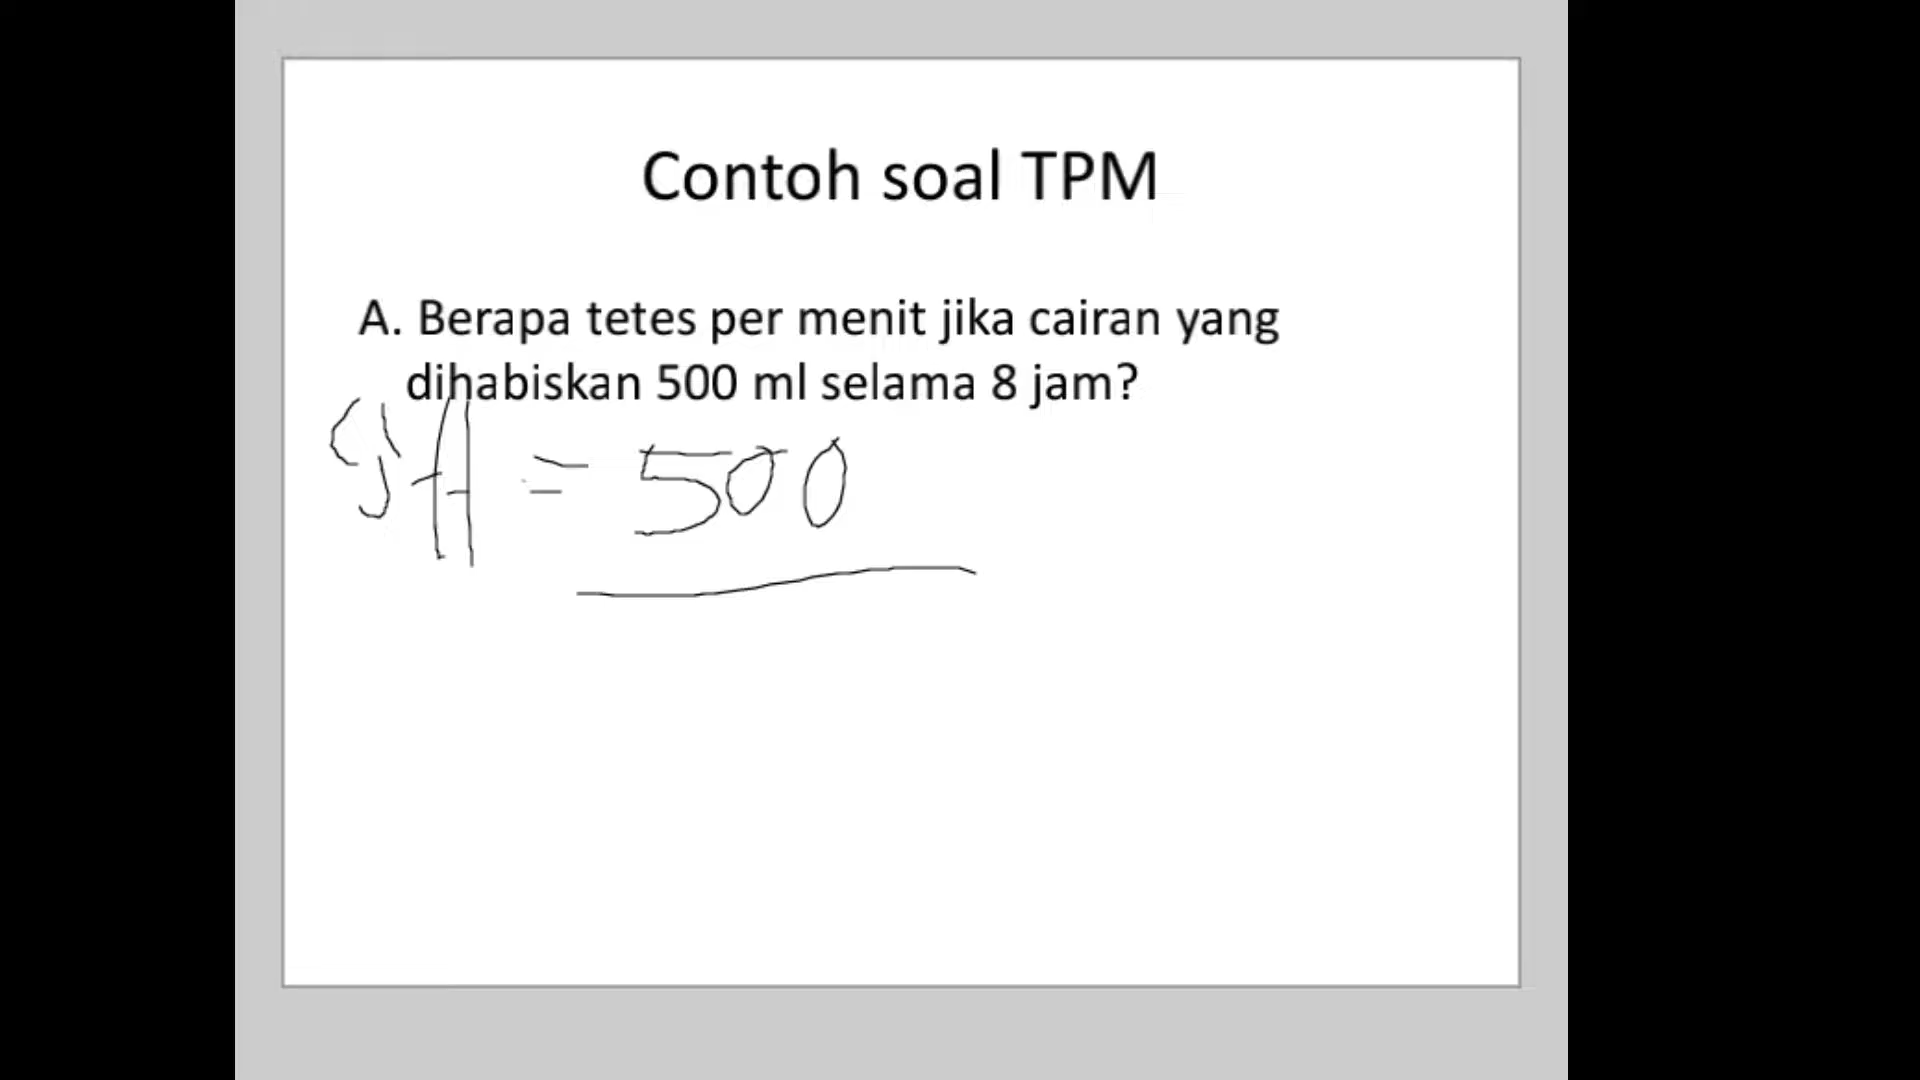 Contoh soal TPM
A. Berapa tetes per menit jika cairan yang
dihabiskan 500 ml selama 8 jam?
= 500